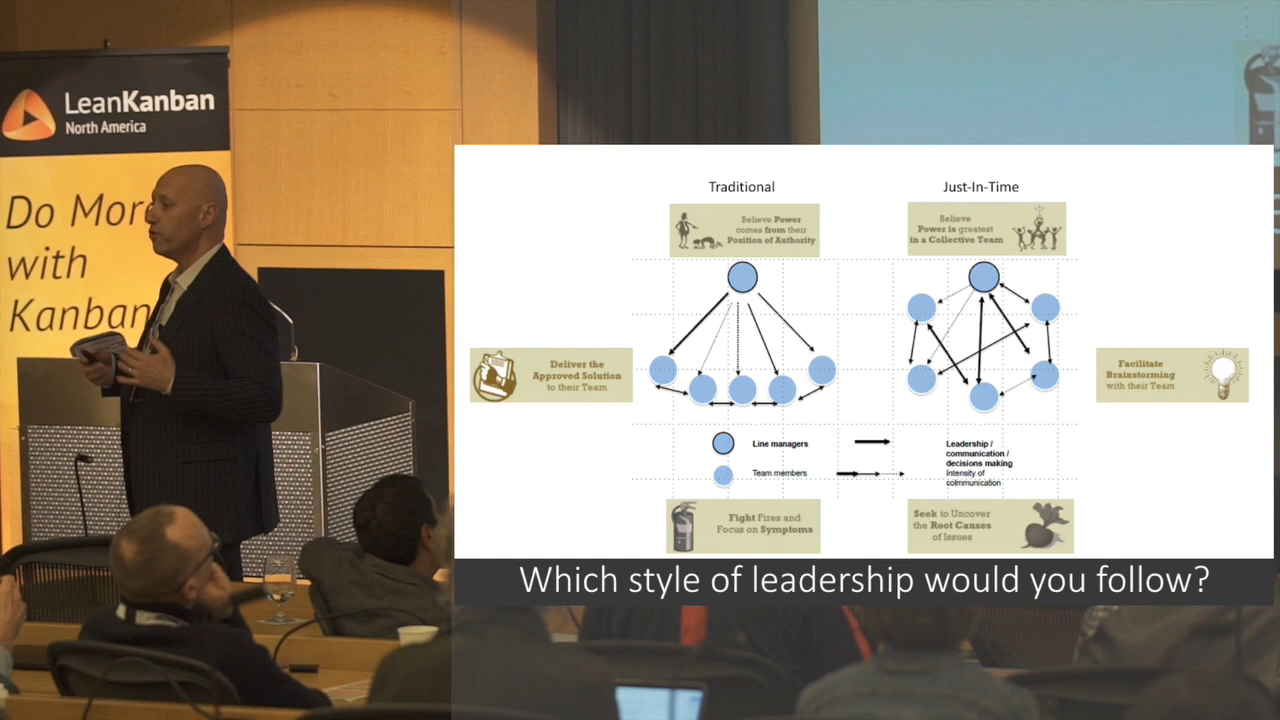 LeanKanban
North America
Do More
with
Kanban
Traditional
Just-In-Time
Believe Power
comes from their
Position of Authority
Believe
Power is greatest
in a Collective Team
Deliver the
Approved Solution
to their Team
Facilitate
Brainstorming
with their Team
Line managers
Leadership /
communication /
decisions making
Team members
Intensity of
colmmunication
Fight Fires and
Focus on Symptoms
Seek to Uncover
the Root Causes
of Issues
Which style of leadership would you follow?